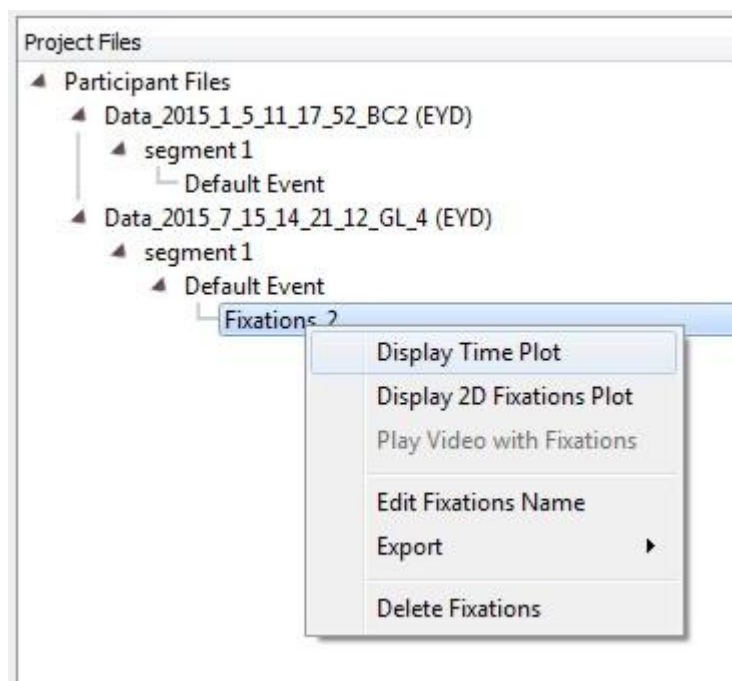 Project Files
Participant Files
Data_2015_1_5_11_17_52_BC2 (EYD)
segment 1
Default Event
Data_2015_7_15_14_21_12_GL_4 (EYD)
segment 1
Default Event
Fixations_2
Display Time Plot
Display 2D Fixations Plot
Play Video with Fixations
Edit Fixations Name
Export
Delete Fixations